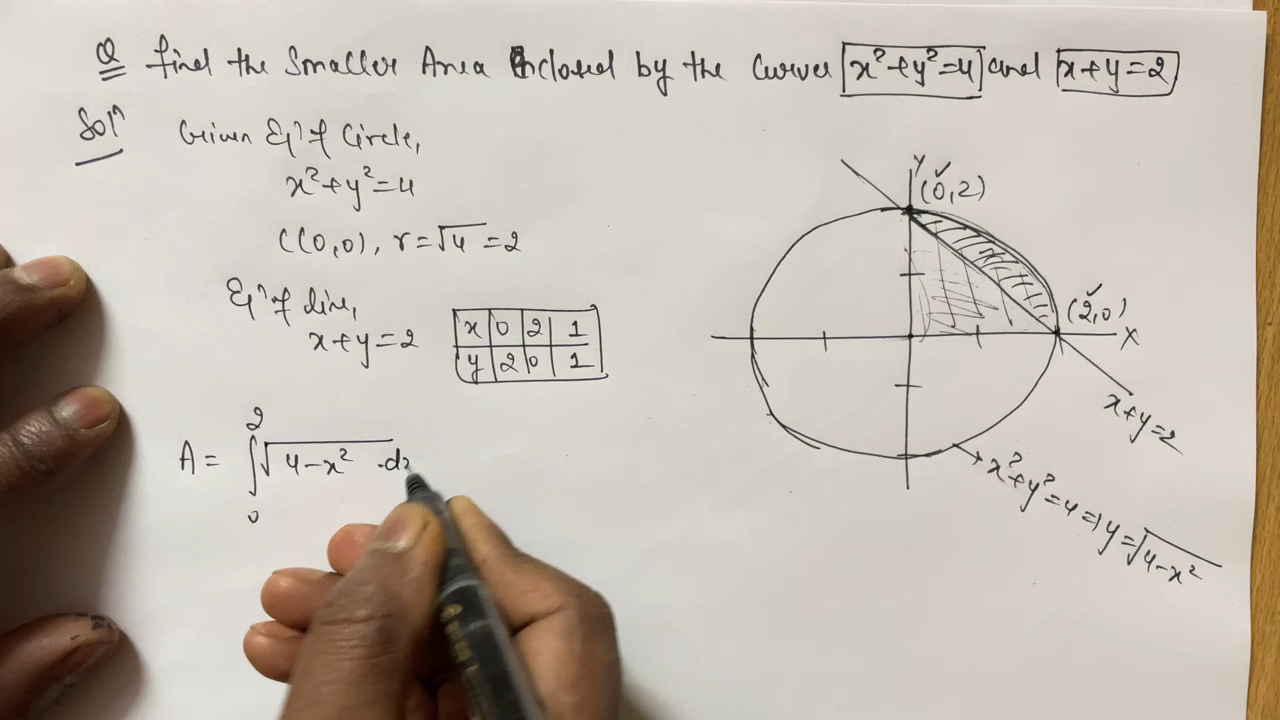 Q Find the Smaller Area Enclosed by the Curves x²+y²=4 and x+y=2
Solⁿ Given Eqⁿ of Circle,
x²+y²=4
C(0,0), r=√4=2
Eqⁿ of line,
x+y=2
x 0 2 1
y 2 0 1
A = ∫₀² √4-x² .dx
Y
(0,2)
(2,0)
X
x+y=2
x²+y²=4⇒y=√4-x²